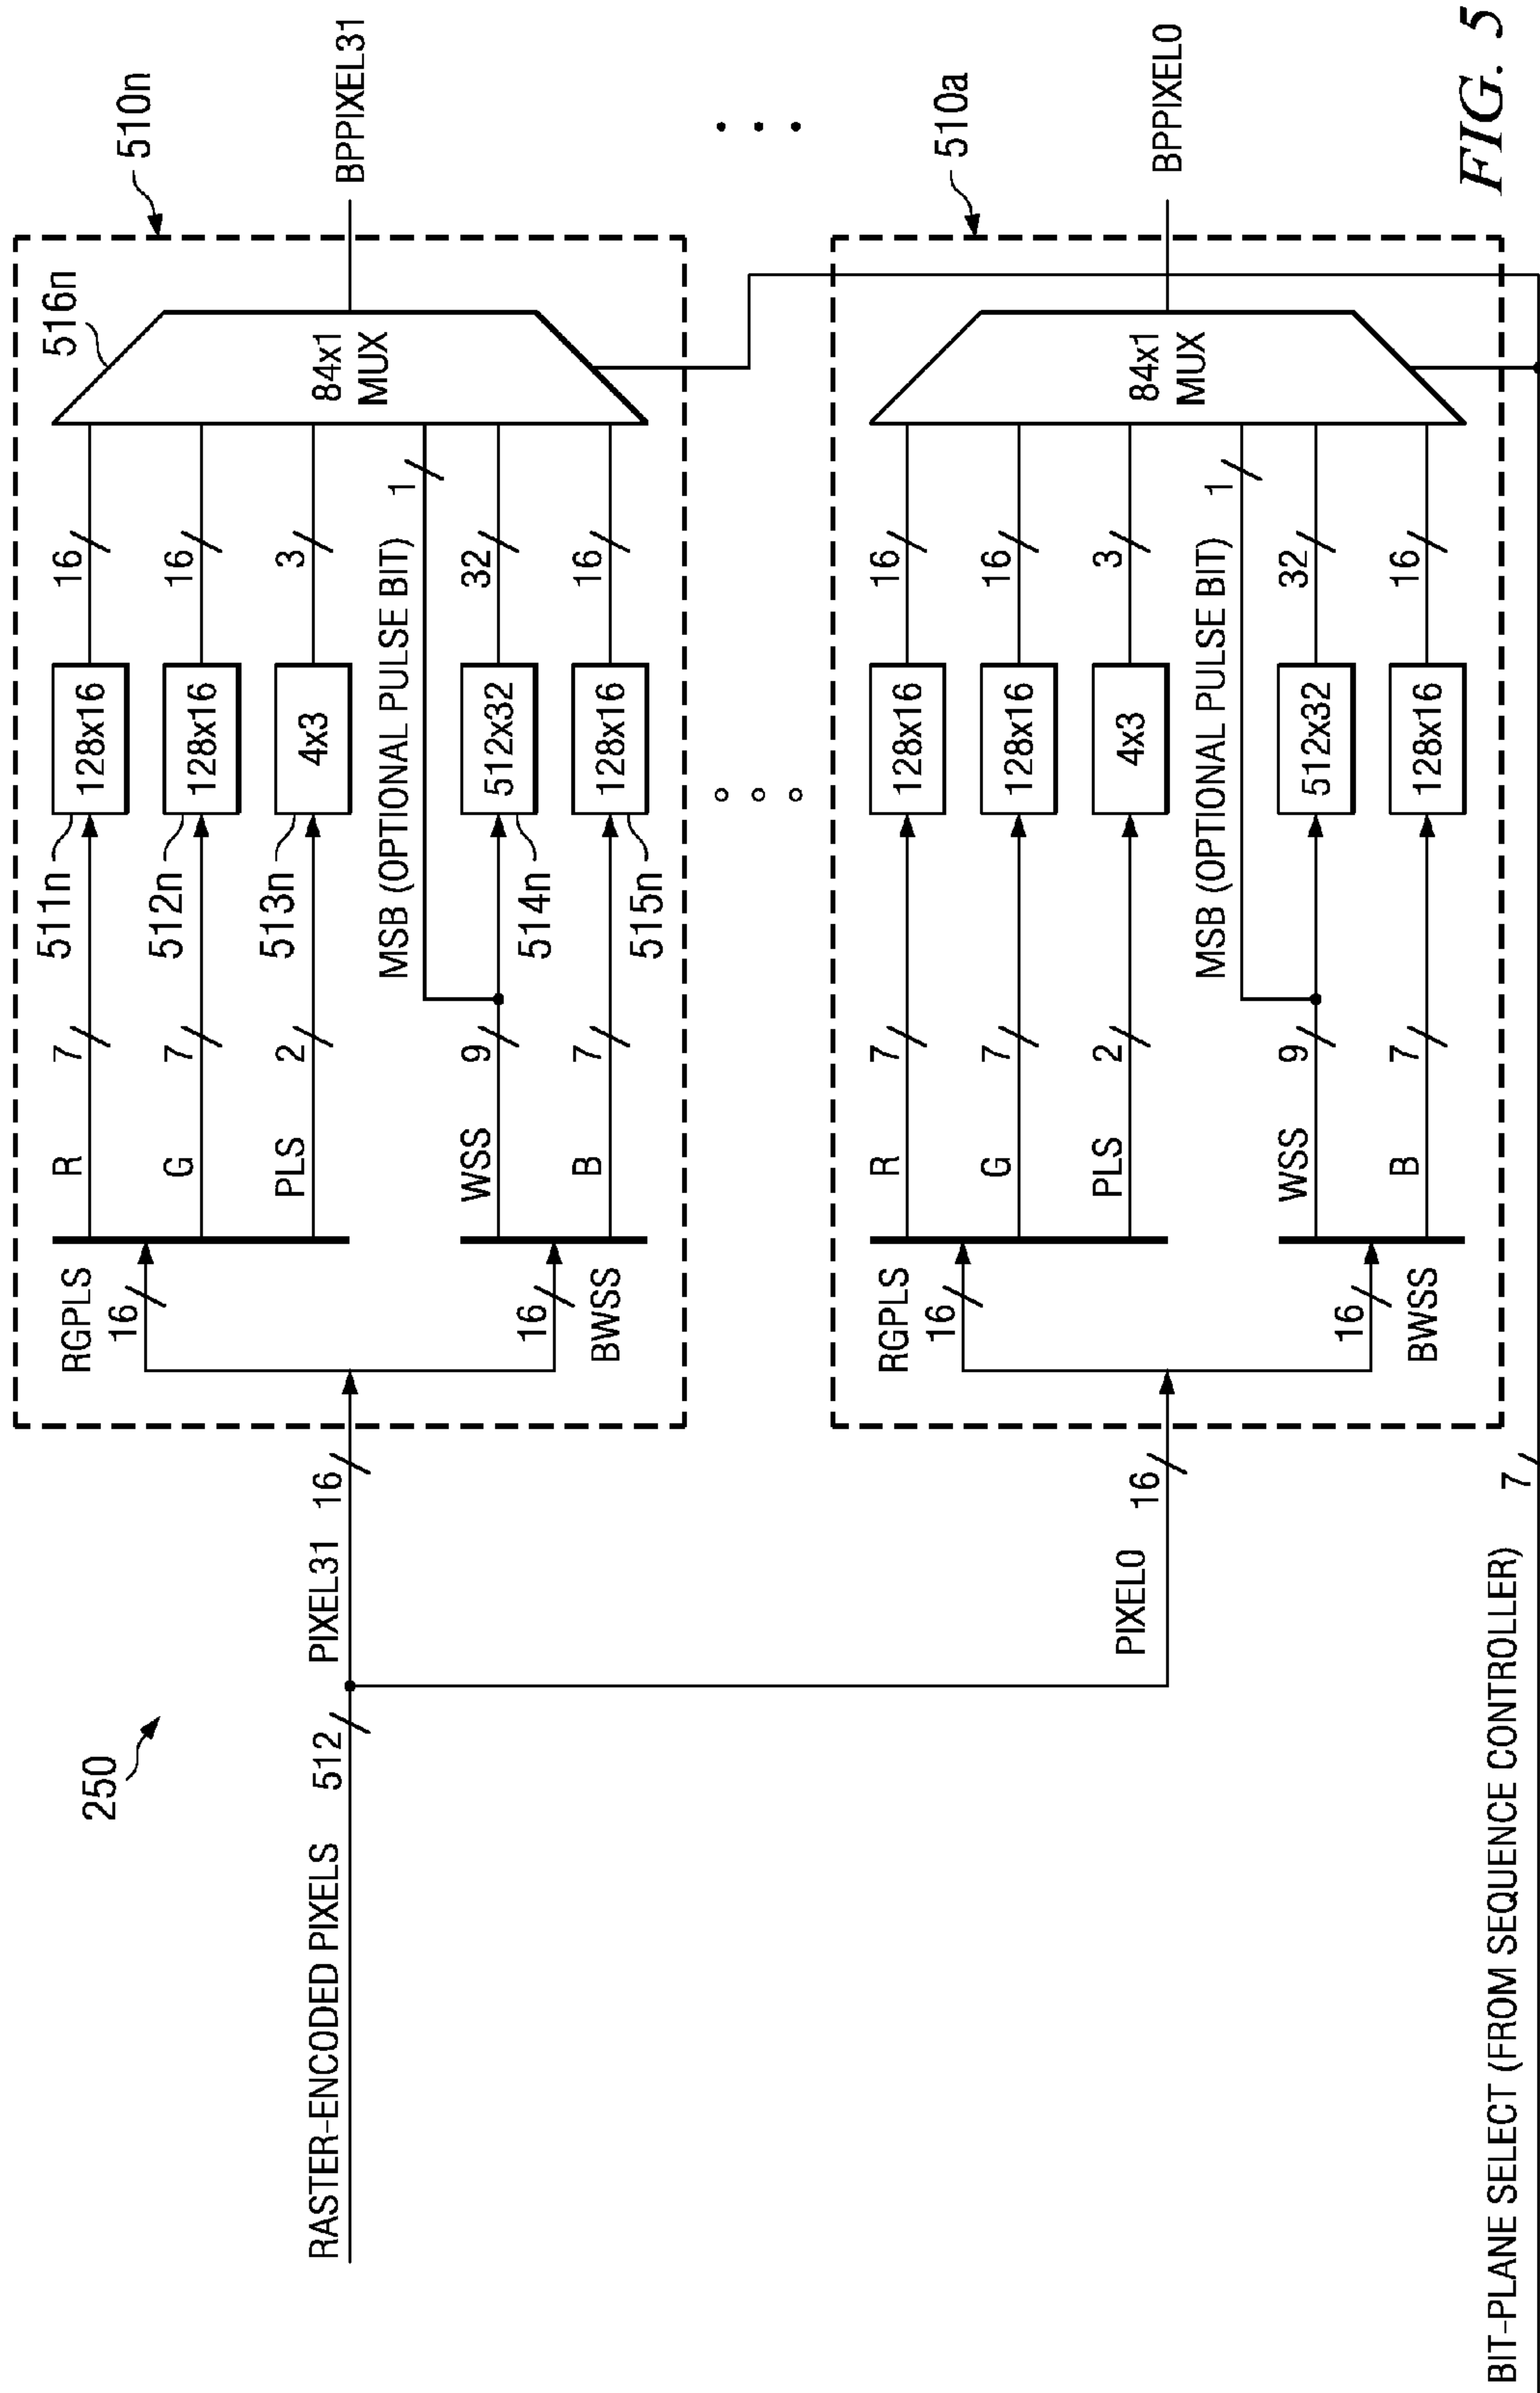 250
RASTER-ENCODED PIXELS
512
PIXEL31
16
RGPLS
16
16
BWSS
R
7
511n
128x16
16
G
7
512n
128x16
16
PLS
2
513n
4x3
3
MSB (OPTIONAL PULSE BIT)
1
WSS
9
514n
512x32
32
B
7
515n
128x16
16
516n
84x1
MUX
510n
BPPIXEL31
PIXEL0
16
RGPLS
16
16
BWSS
R
7
128x16
16
G
7
128x16
16
PLS
2
4x3
3
MSB (OPTIONAL PULSE BIT)
1
WSS
9
512x32
32
B
7
128x16
16
84x1
MUX
510a
BPPIXEL0
BIT-PLANE SELECT (FROM SEQUENCE CONTROLLER)
7
FIG. 5